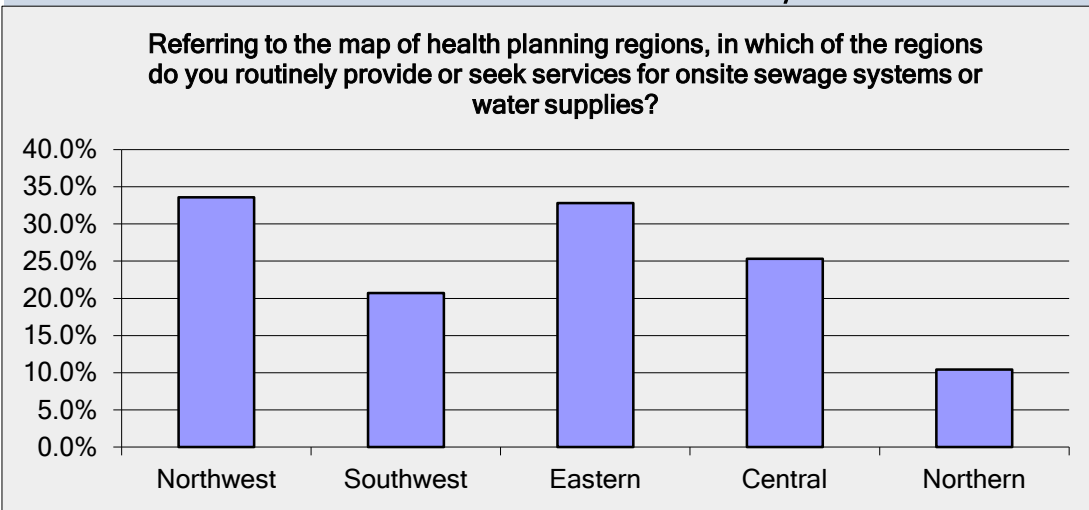 Referring to the map of health planning regions, in which of the regions
do you routinely provide or seek services for onsite sewage systems or
water supplies?
40.0%
35.0%
30.0%
25.0%
20.0%
15.0%
10.0%
5.0%
0.0%
Northwest Southwest Eastern Central Northern